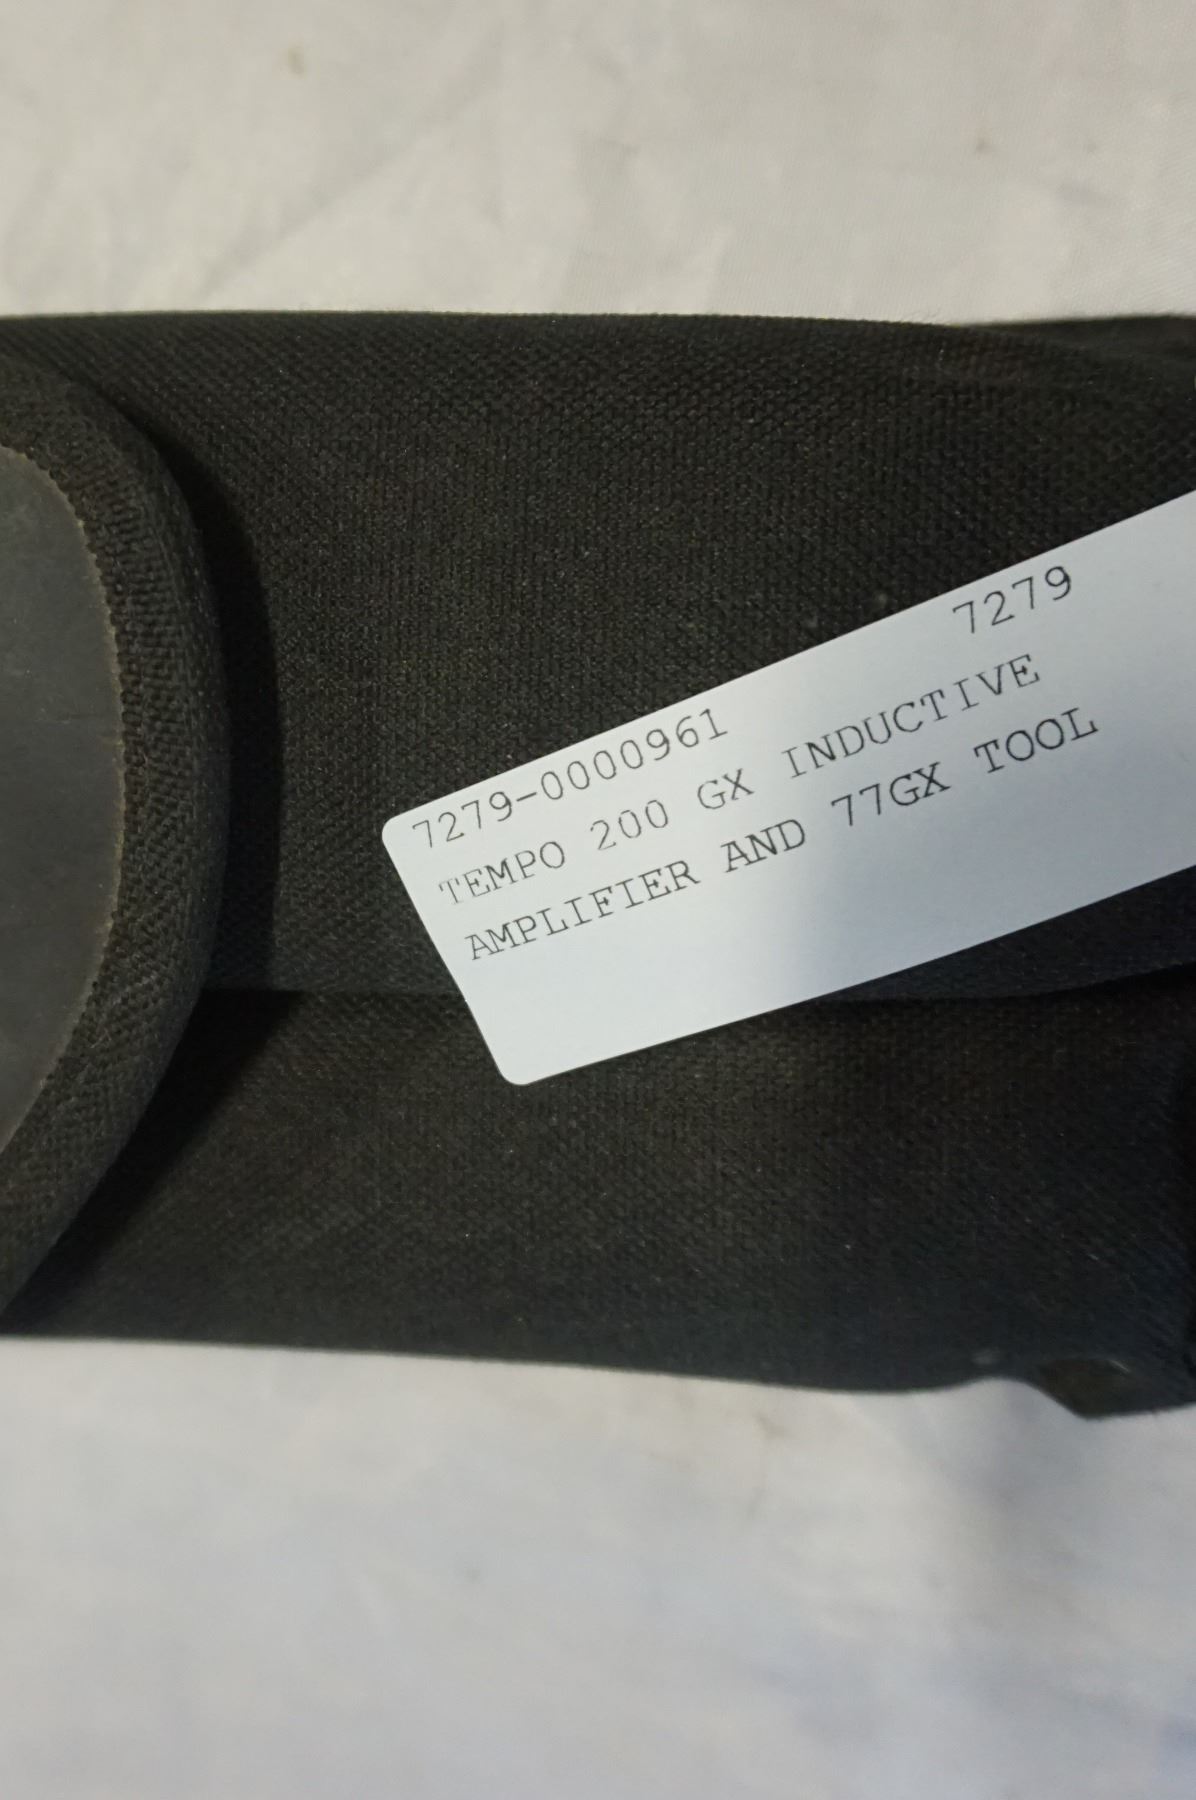 7279-0000961 7279
TEMPO 200 GX INDUCTIVE
AMPLIFIER AND 77GX TOOL